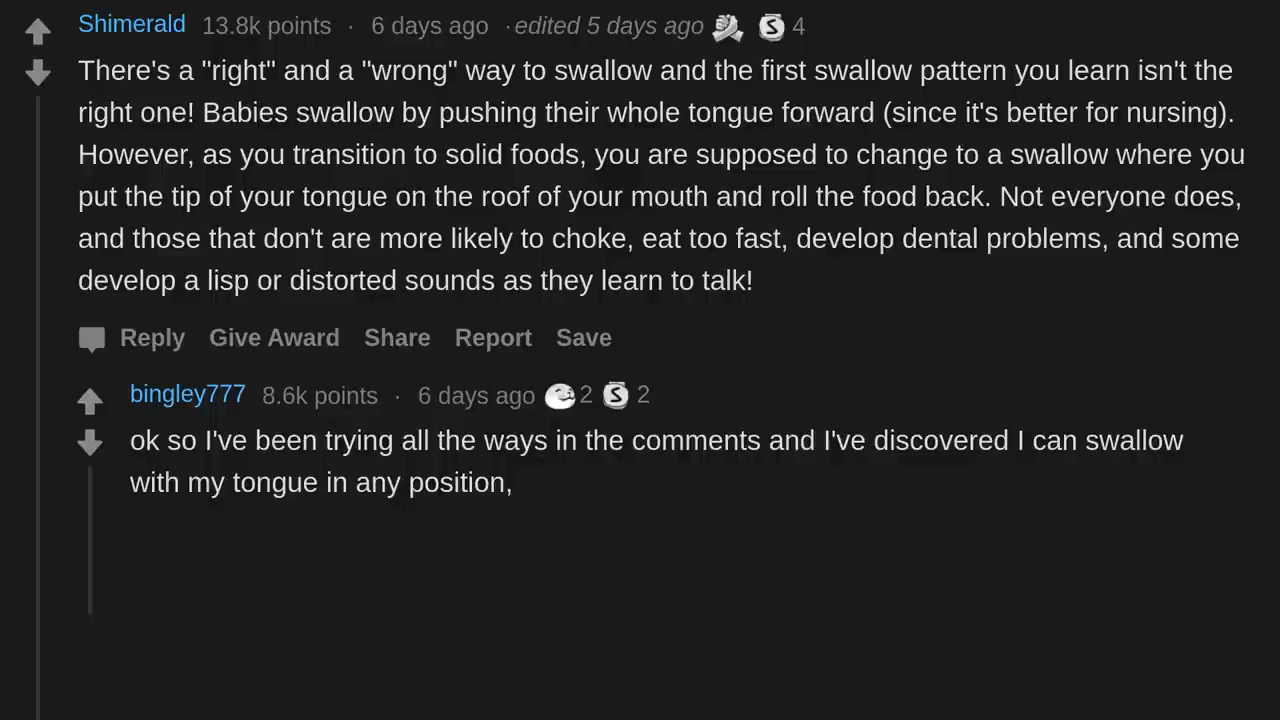 Shimerald 13.8k points · 6 days ago · edited 5 days ago S 4
There's a "right" and a "wrong" way to swallow and the first swallow pattern you learn isn't the
right one! Babies swallow by pushing their whole tongue forward (since it's better for nursing).
However, as you transition to solid foods, you are supposed to change to a swallow where you
put the tip of your tongue on the roof of your mouth and roll the food back. Not everyone does,
and those that don't are more likely to choke, eat too fast, develop dental problems, and some
develop a lisp or distorted sounds as they learn to talk!
Reply Give Award Share Report Save
bingley777 8.6k points · 6 days ago 2 S 2
ok so I've been trying all the ways in the comments and I've discovered I can swallow
with my tongue in any position,